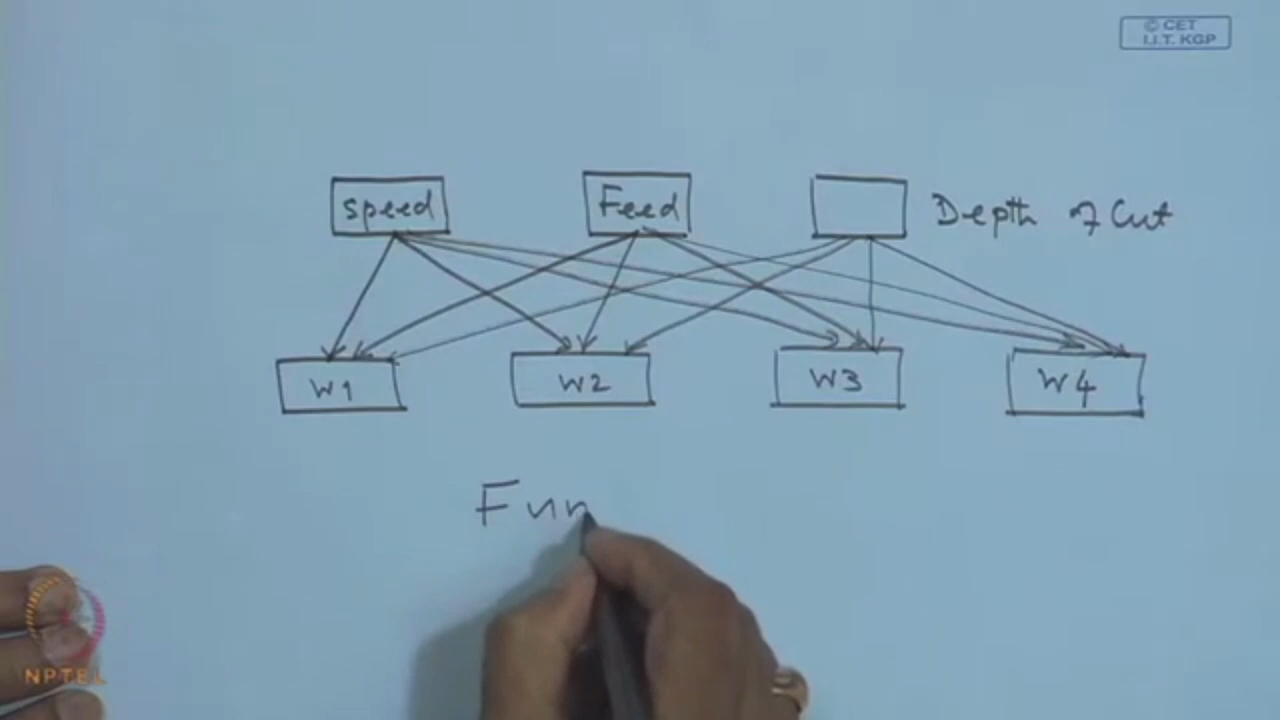 © CET
I.I.T. KGP
speed Feed Depth of Cut
W1 W2 W3 W4
Fun
NPTEL